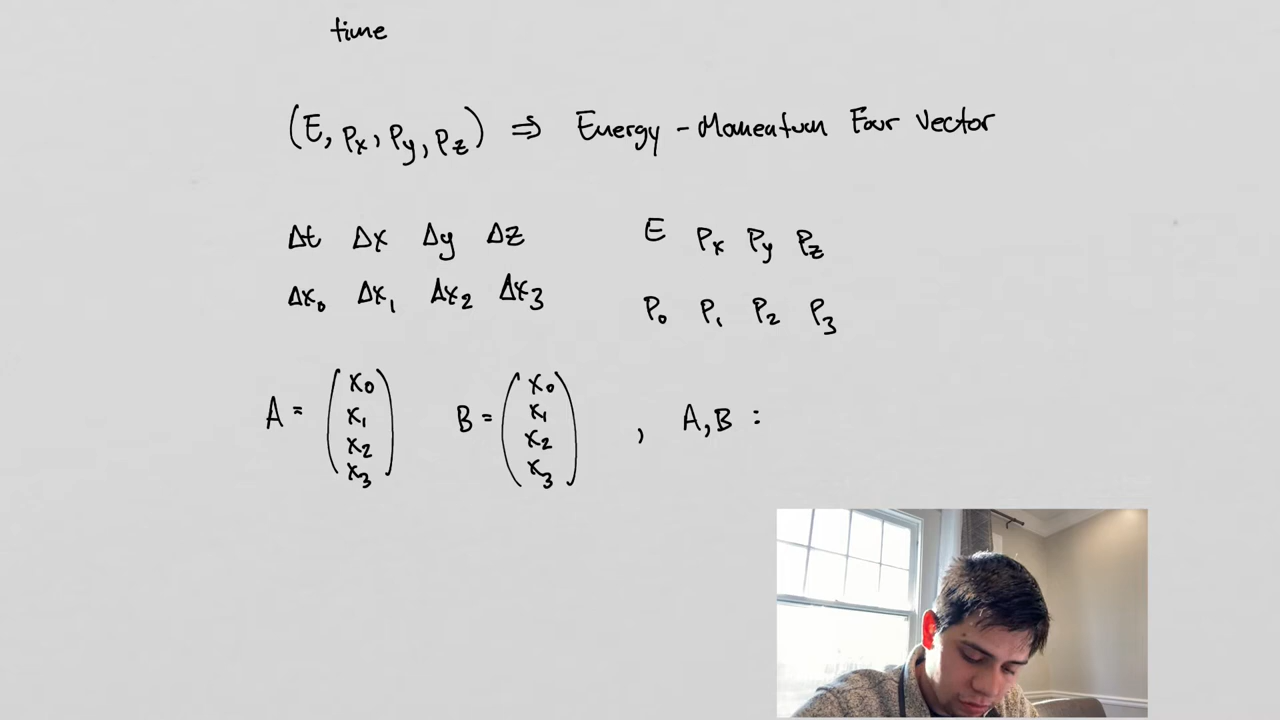 time
(E, Px, Py, Pz) ⇒ Energy - Momentum Four Vector
Δt Δx Δy Δz E Px Py Pz
Δx₀ Δx₁ Δx₂ Δx₃ P₀ P₁ P₂ P₃
A = (x₀ x₁ x₂ x₃) B = (x₀ x₁ x₂ x₃) , A,B :